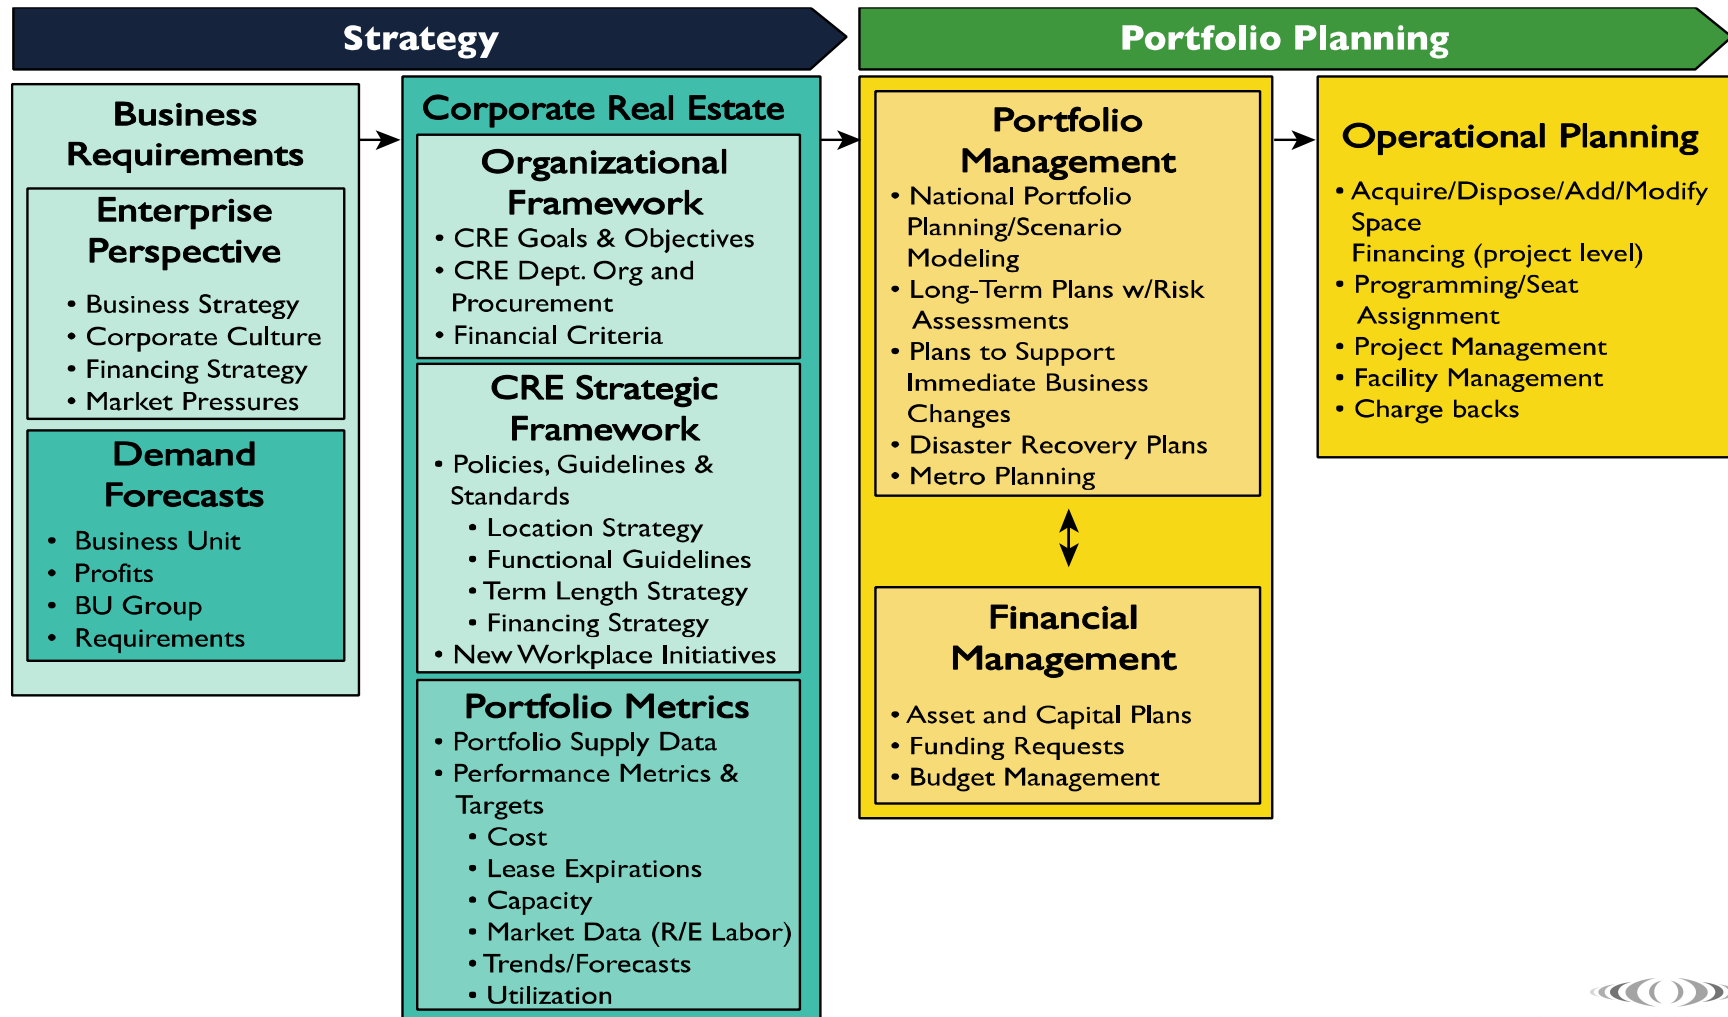 Strategy
Portfolio Planning
Business
Requirements
Enterprise
Perspective
• Business Strategy
• Corporate Culture
• Financing Strategy
• Market Pressures
Demand
Forecasts
• Business Unit
• Profits
• BU Group
• Requirements
Corporate Real Estate
Organizational
Framework
• CRE Goals & Objectives
• CRE Dept. Org and
Procurement
• Financial Criteria
CRE Strategic
Framework
• Policies, Guidelines &
Standards
• Location Strategy
• Functional Guidelines
• Term Length Strategy
• Financing Strategy
• New Workplace Initiatives
Portfolio Metrics
• Portfolio Supply Data
• Performance Metrics &
Targets
• Cost
• Lease Expirations
• Capacity
• Market Data (R/E Labor)
• Trends/Forecasts
• Utilization
Portfolio
Management
• National Portfolio
Planning/Scenario
Modeling
• Long-Term Plans w/Risk
Assessments
• Plans to Support
Immediate Business
Changes
• Disaster Recovery Plans
• Metro Planning
Financial
Management
• Asset and Capital Plans
• Funding Requests
• Budget Management
Operational Planning
• Acquire/Dispose/Add/Modify
Space
Financing (project level)
• Programming/Seat
Assignment
• Project Management
• Facility Management
• Charge backs